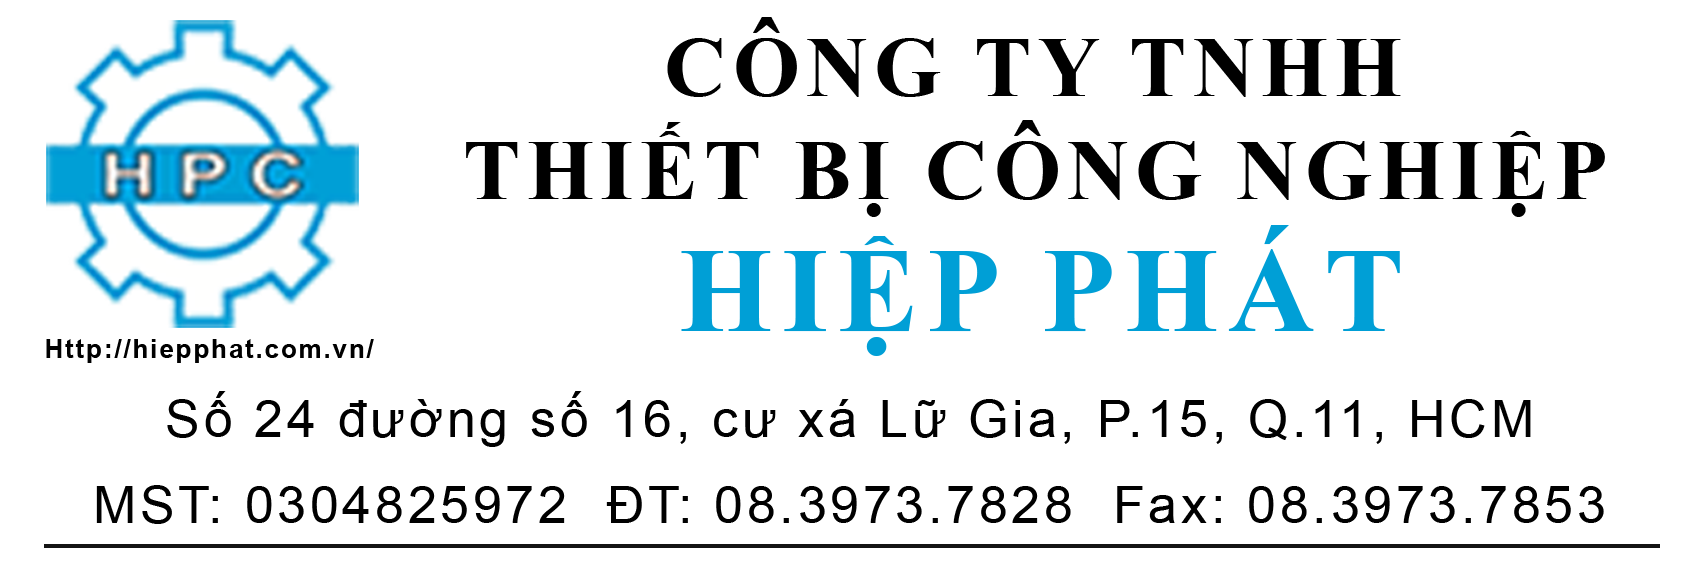 HPC
Http://hiepphat.com.vn/
CÔNG TY TNHH
THIẾT BỊ CÔNG NGHIỆP
HIỆP PHÁT
Số 24 đường số 16, cư xá Lữ Gia, P.15, Q.11, HCM
MST: 0304825972 ĐT: 08.3973.7828 Fax: 08.3973.7853